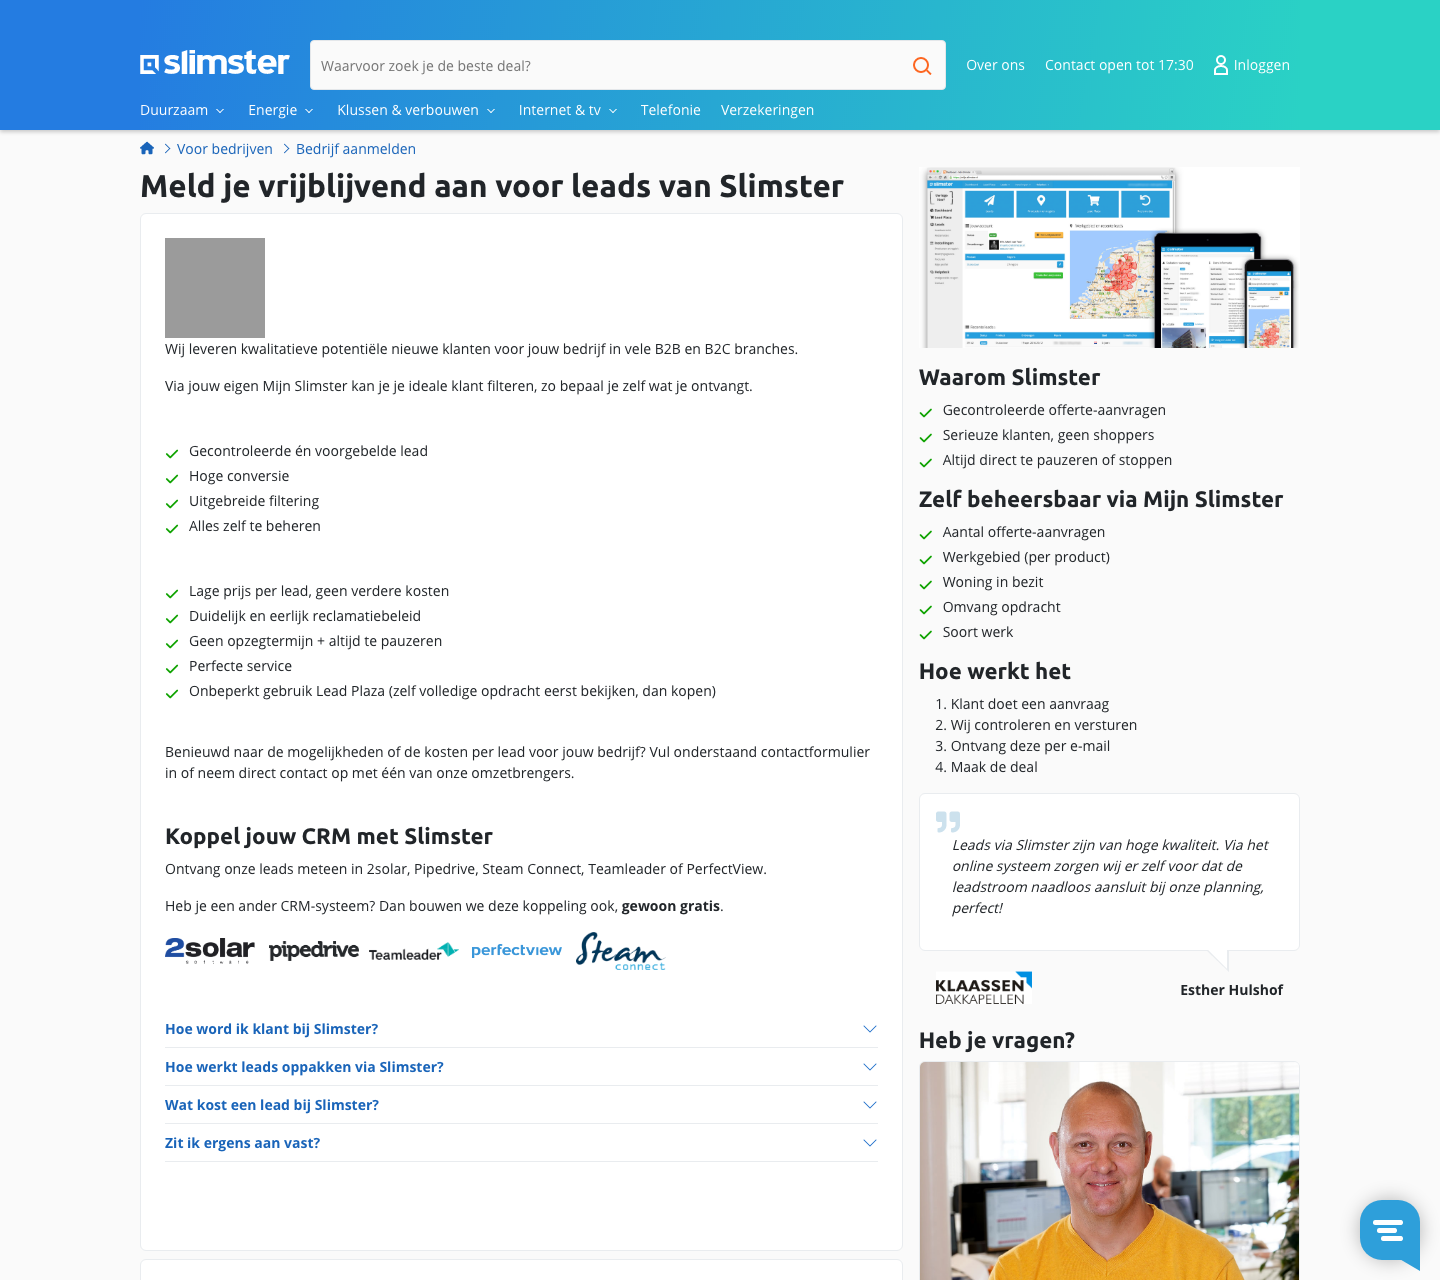 slimster
Waarvoor zoek je de beste deal?
Over ons
Contact open tot 17:30
Inloggen
Duurzaam
Energie
Klussen & verbouwen
Internet & tv
Telefonie
Verzekeringen
Voor bedrijven
Bedrijf aanmelden
Meld je vrijblijvend aan voor leads van Slimster
Wij leveren kwalitatieve potentiële nieuwe klanten voor jouw bedrijf in vele B2B en B2C branches.
Via jouw eigen Mijn Slimster kan je je ideale klant filteren, zo bepaal je zelf wat je ontvangt.
Gecontroleerde én voorgebelde lead
Hoge conversie
Uitgebreide filtering
Alles zelf te beheren
Lage prijs per lead, geen verdere kosten
Duidelijk en eerlijk reclamatiebeleid
Geen opzegtermijn + altijd te pauzeren
Perfecte service
Onbeperkt gebruik Lead Plaza (zelf volledige opdracht eerst bekijken, dan kopen)
Benieuwd naar de mogelijkheden of de kosten per lead voor jouw bedrijf? Vul onderstaand contactformulier
in of neem direct contact op met één van onze omzetbrengers.
Koppel jouw CRM met Slimster
Ontvang onze leads meteen in 2solar, Pipedrive, Steam Connect, Teamleader of PerfectView.
Heb je een ander CRM-systeem? Dan bouwen we deze koppeling ook, gewoon gratis.
2solar
software
pipedrive
Teamleader
perfectview
Steam
connect
Hoe word ik klant bij Slimster?
Hoe werkt leads oppakken via Slimster?
Wat kost een lead bij Slimster?
Zit ik ergens aan vast?
Waarom Slimster
Gecontroleerde offerte-aanvragen
Serieuze klanten, geen shoppers
Altijd direct te pauzeren of stoppen
Zelf beheersbaar via Mijn Slimster
Aantal offerte-aanvragen
Werkgebied (per product)
Woning in bezit
Omvang opdracht
Soort werk
Hoe werkt het
1. Klant doet een aanvraag
2. Wij controleren en versturen
3. Ontvang deze per e-mail
4. Maak de deal
Leads via Slimster zijn van hoge kwaliteit. Via het
online systeem zorgen wij er zelf voor dat de
leadstroom naadloos aansluit bij onze planning,
perfect!
KLAASSEN
DAKKAPELLEN
Esther Hulshof
Heb je vragen?